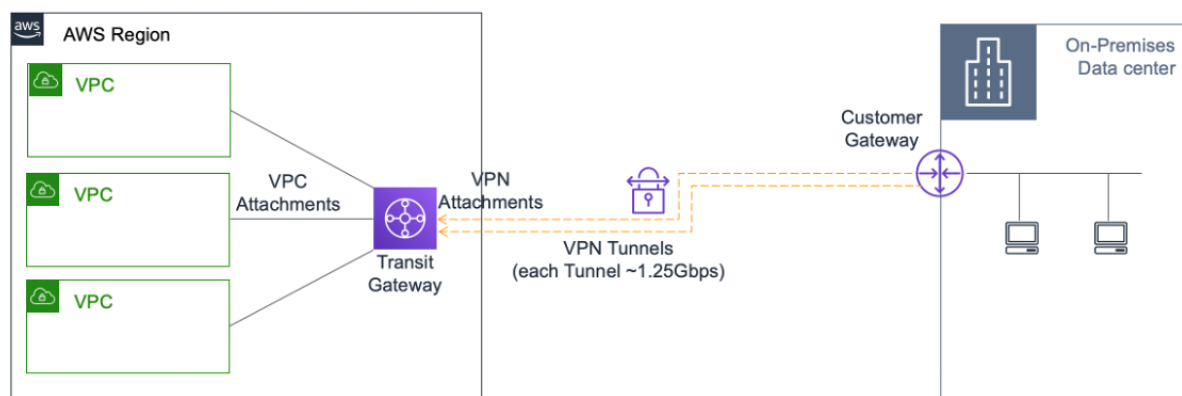 aws
AWS Region
VPC
VPC
VPC
VPC
Attachments
Transit
Gateway
VPN
Attachments
VPN Tunnels
(each Tunnel ~1.25Gbps)
Customer
Gateway
On-Premises
Data center